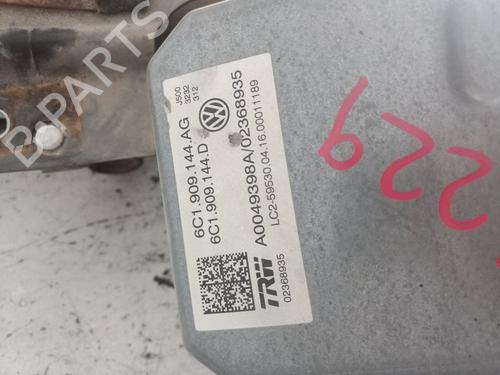 J500
3232
312
6C1.909.144.AG
6C1.909.144.D
A0049398A/02368935
LC2-59530.04.16.00011189
TRW
02368935
229
B-PARTS